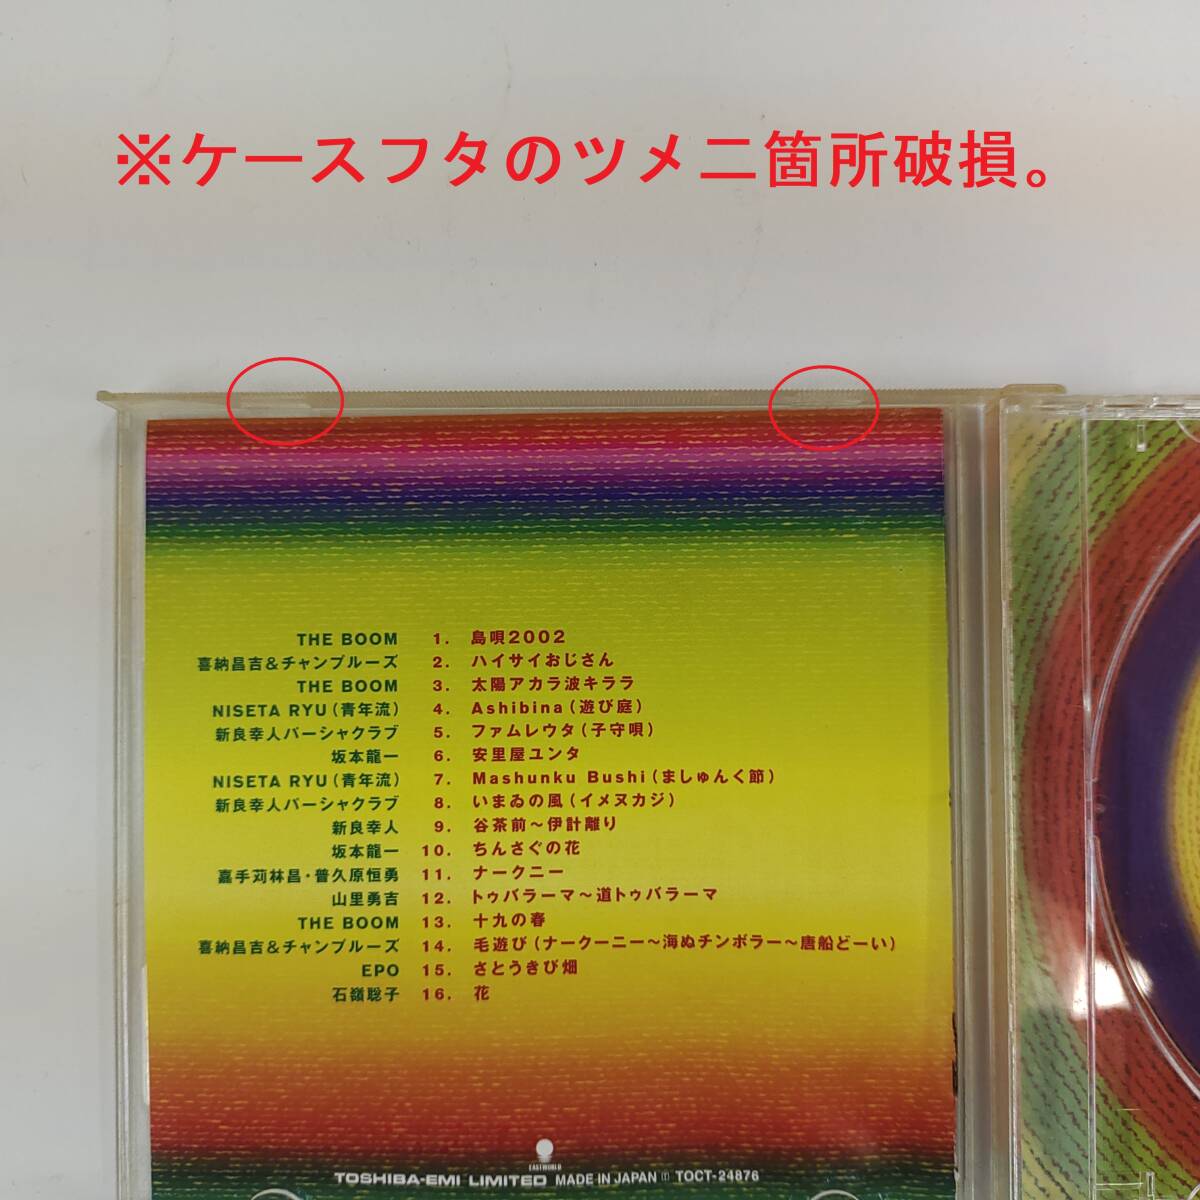 ※ケースフタのツメ二箇所破損。
THE BOOM 1. 島唄2002
喜納昌吉&チャンプルーズ 2. ハイサイおじさん
THE BOOM 3. 太陽アカラ波キララ
NISETA RYU(青年流) 4. Ashibina(遊び庭)
新良幸人パーシャクラブ 5. ファムレウタ(子守唄)
坂本龍一 6. 安里屋ユンタ
NISETA RYU(青年流) 7. Mashunku Bushi(ましゅんく節)
新良幸人パーシャクラブ 8. いまゐの風(イメヌカジ)
新良幸人 9. 谷茶前~伊計離り
坂本龍一 10. ちんさぐの花
嘉手苅林昌・普久原恒勇 11. ナークニー
山里勇吉 12. トゥバラーマ~道トゥバラーマ
THE BOOM 13. 十九の春
喜納昌吉&チャンプルーズ 14. 毛遊び(ナークーニー~海ぬチンボラー~唐船どーい)
EPO 15. さとうきび畑
石嶺聡子 16. 花
EASTWORLD
TOSHIBA-EMI LIMITED MADE IN JAPAN Ⓣ TOCT-24876